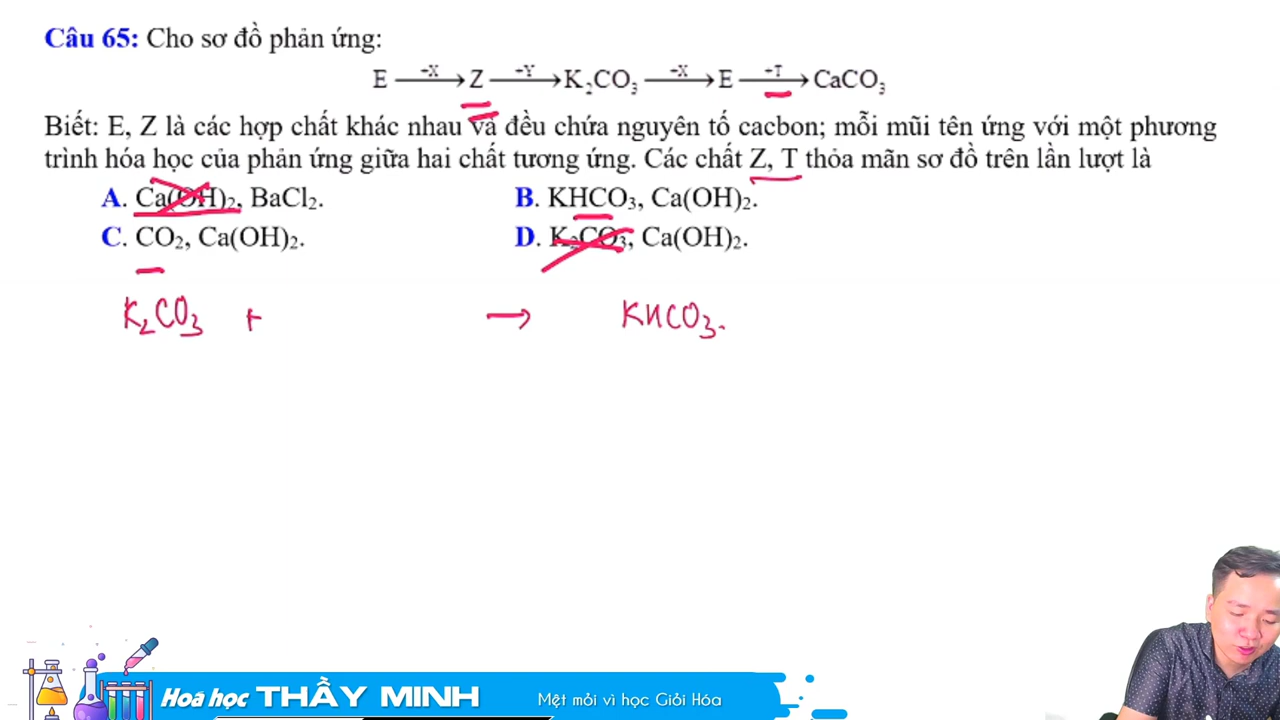 Câu 65: Cho sơ đồ phản ứng:
E —+X→ Z —+Y→ K₂CO₃ —+X→ E —+T→ CaCO₃
Biết: E, Z là các hợp chất khác nhau và đều chứa nguyên tố cacbon; mỗi mũi tên ứng với một phương
trình hóa học của phản ứng giữa hai chất tương ứng. Các chất Z, T thỏa mãn sơ đồ trên lần lượt là
A. Ca(OH)₂, BaCl₂. B. KHCO₃, Ca(OH)₂.
C. CO₂, Ca(OH)₂. D. K₂CO₃, Ca(OH)₂.
K₂CO₃ + → KHCO₃.
Hoá học THẦY MINH Mệt mỏi vì học Giỏi Hóa